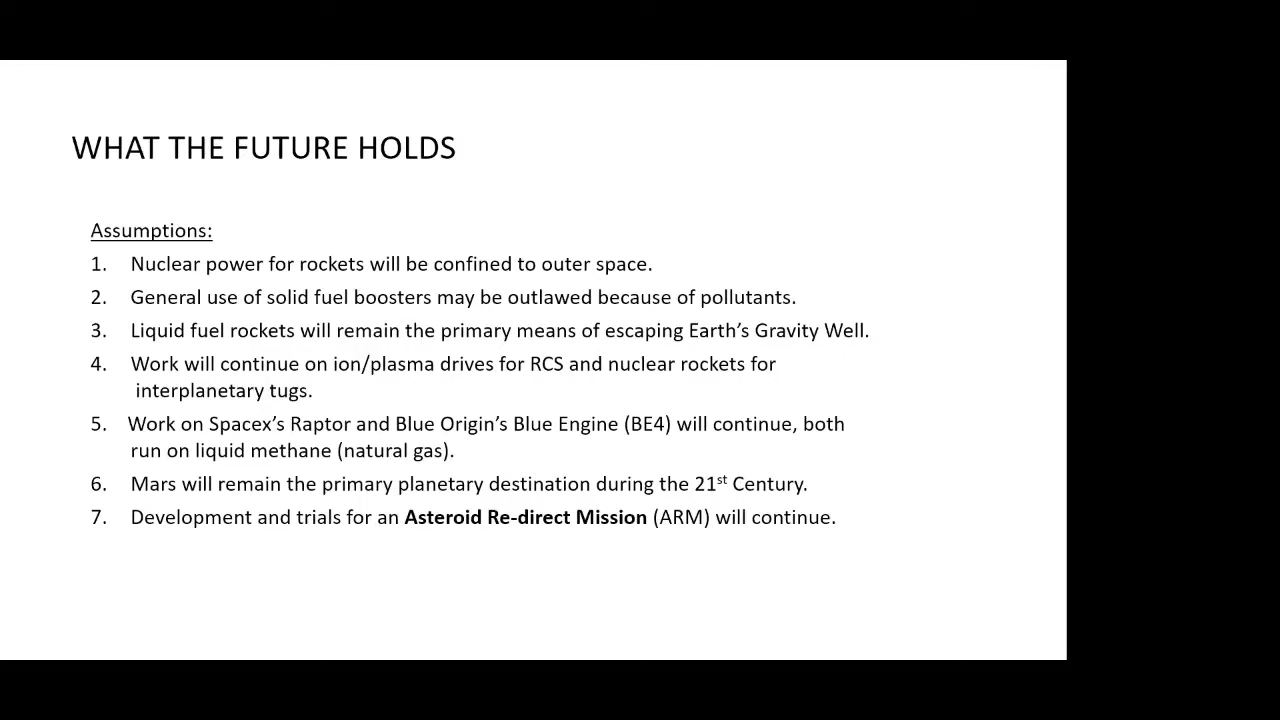 WHAT THE FUTURE HOLDS
Assumptions:
1. Nuclear power for rockets will be confined to outer space.
2. General use of solid fuel boosters may be outlawed because of pollutants.
3. Liquid fuel rockets will remain the primary means of escaping Earth’s Gravity Well.
4. Work will continue on ion/plasma drives for RCS and nuclear rockets for
interplanetary tugs.
5. Work on Spacex’s Raptor and Blue Origin’s Blue Engine (BE4) will continue, both
run on liquid methane (natural gas).
6. Mars will remain the primary planetary destination during the 21st Century.
7. Development and trials for an Asteroid Re-direct Mission (ARM) will continue.